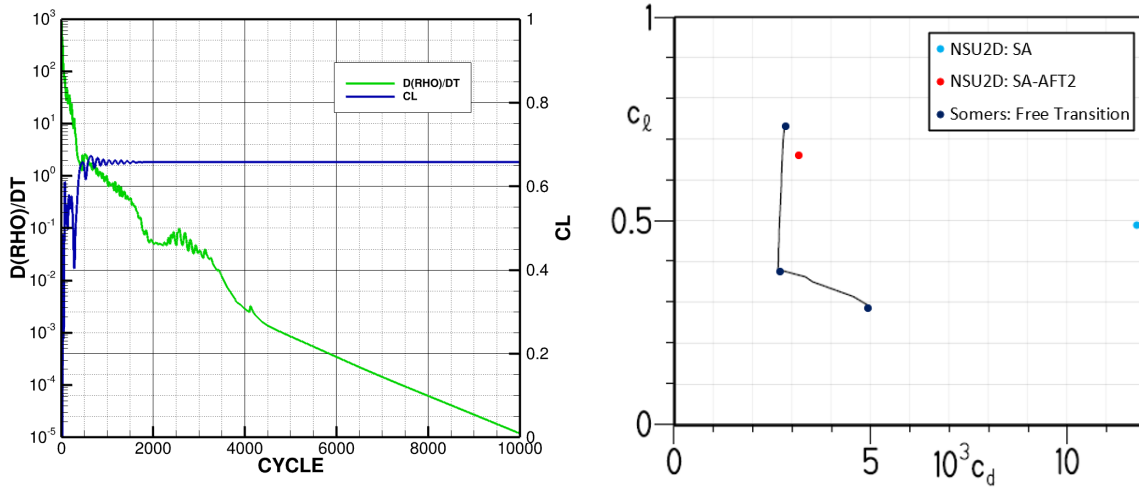 10³
10²
10¹
10⁰
10⁻¹
10⁻²
10⁻³
10⁻⁴
10⁻⁵
D(RHO)/DT
D(RHO)/DT
CL
1
0.8
0.6
0.4
0.2
0
CL
0 2000 4000 6000 8000 10000
CYCLE
1
cℓ
0.5
0
NSU2D: SA
NSU2D: SA-AFT2
Somers: Free Transition
0 5 10³cd 10